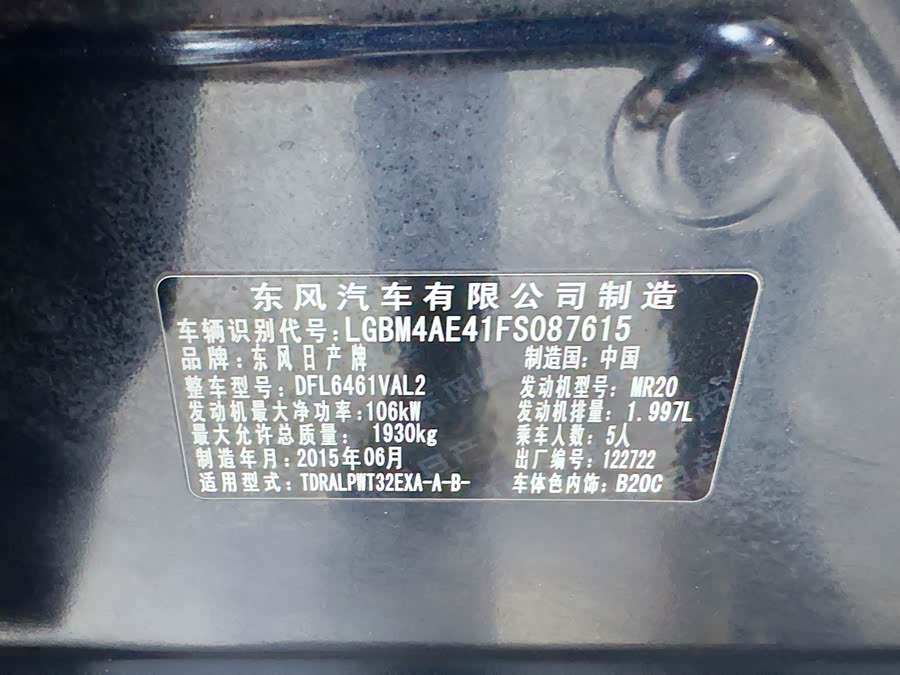 东风汽车有限公司制造
车辆识别代号:LGBM4AE41FS087615
品牌:东风日产牌 制造国:中国
整车型号:DFL6461VAL2 发动机型号:MR20
发动机最大净功率:106kW 发动机排量:1.997L
最大允许总质量: 1930kg 乘车人数:5人
制造年月:2015年06月 出厂编号:122722
适用型式:TDRALPWT32EXA-A-B- 车体色内饰:B20C